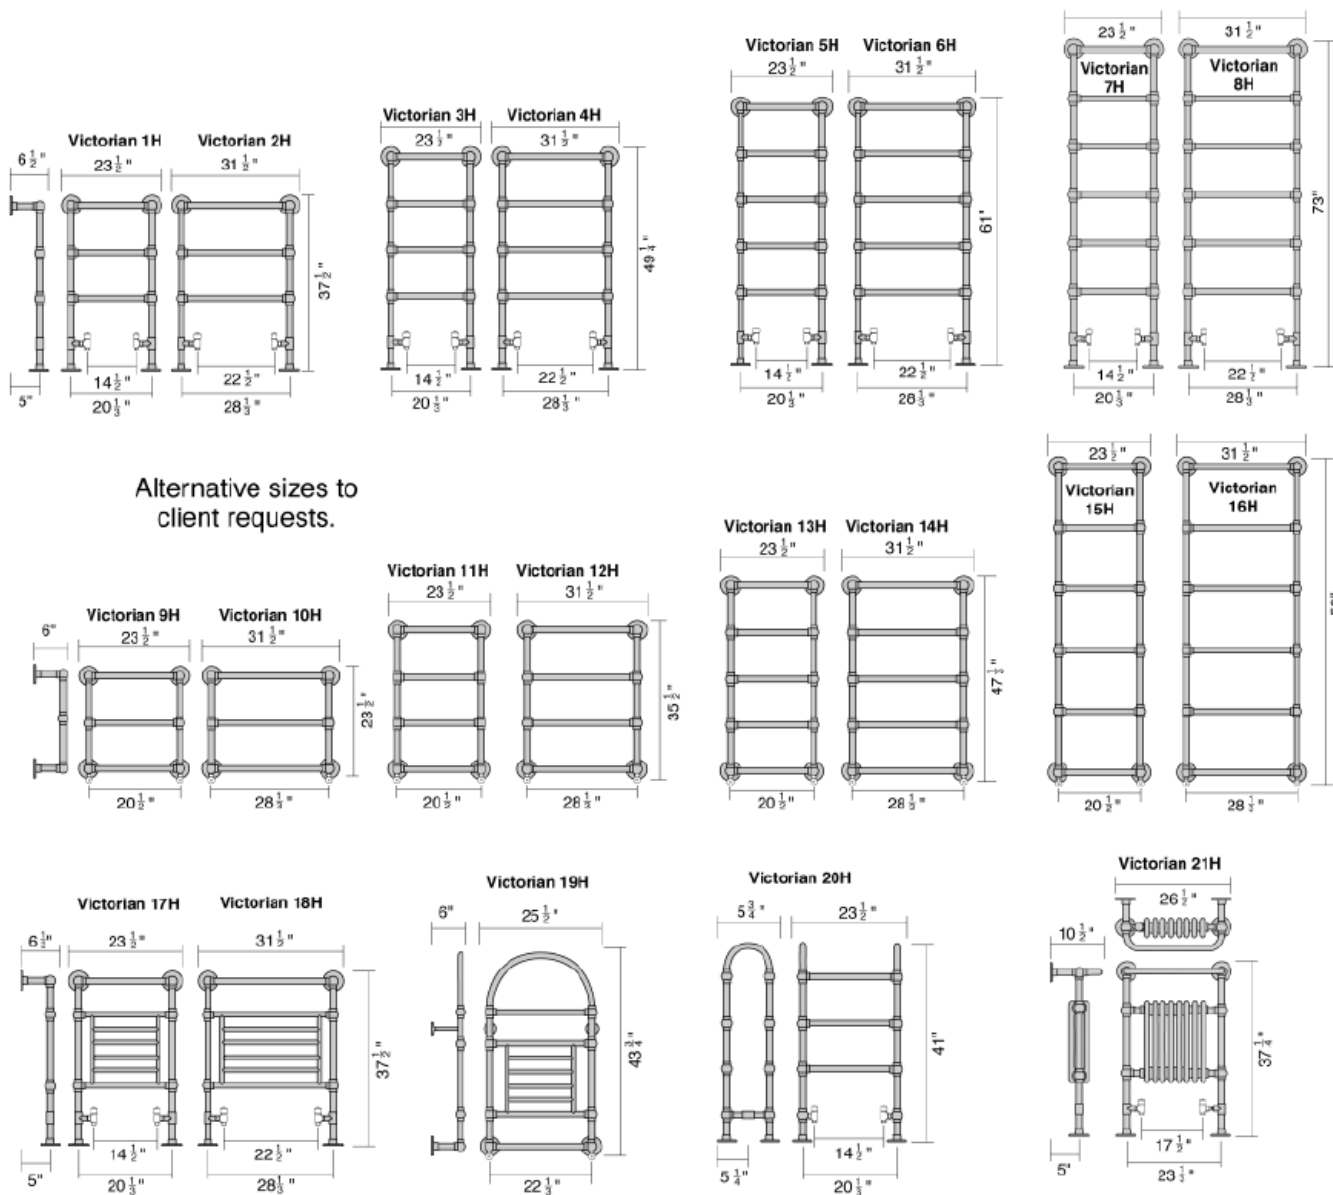 Victorian 1H
Victorian 2H
6 1/2"
23 1/2"
31 1/2"
37 1/2"
14 1/2"
22 1/2"
5"
20 1/3"
28 1/3"
Victorian 3H
Victorian 4H
23 1/2"
31 1/2"
49 1/4"
14 1/2"
22 1/2"
20 1/3"
28 1/3"
Victorian 5H
Victorian 6H
23 1/2"
31 1/2"
61"
14 1/2"
22 1/2"
20 1/3"
28 1/3"
23 1/2"
31 1/2"
Victorian
7H
Victorian
8H
73"
14 1/2"
22 1/2"
20 1/3"
28 1/3"
Alternative sizes to
client requests.
Victorian 9H
Victorian 10H
6"
23 1/2"
31 1/2"
23 1/2"
20 1/2"
28 1/3"
Victorian 11H
Victorian 12H
23 1/2"
31 1/2"
35 1/2"
20 1/2"
28 1/3"
Victorian 13H
Victorian 14H
23 1/2"
31 1/2"
47 1/3"
20 1/2"
28 1/3"
23 1/2"
31 1/2"
Victorian
15H
Victorian
16H
20 1/2"
Victorian 17H
Victorian 18H
6 1/2"
23 1/2"
31 1/2"
37 1/2"
14 1/2"
22 1/2"
5"
20 1/3"
28 1/3"
Victorian 19H
6"
25 1/2"
43 3/4"
22 1/3"
Victorian 20H
5 3/4"
23 1/2"
41"
14 1/2"
5 1/4"
20 1/3"
Victorian 21H
26 1/2"
10 1/2"
37 1/4"
17 1/2"
5"
23 1/3"